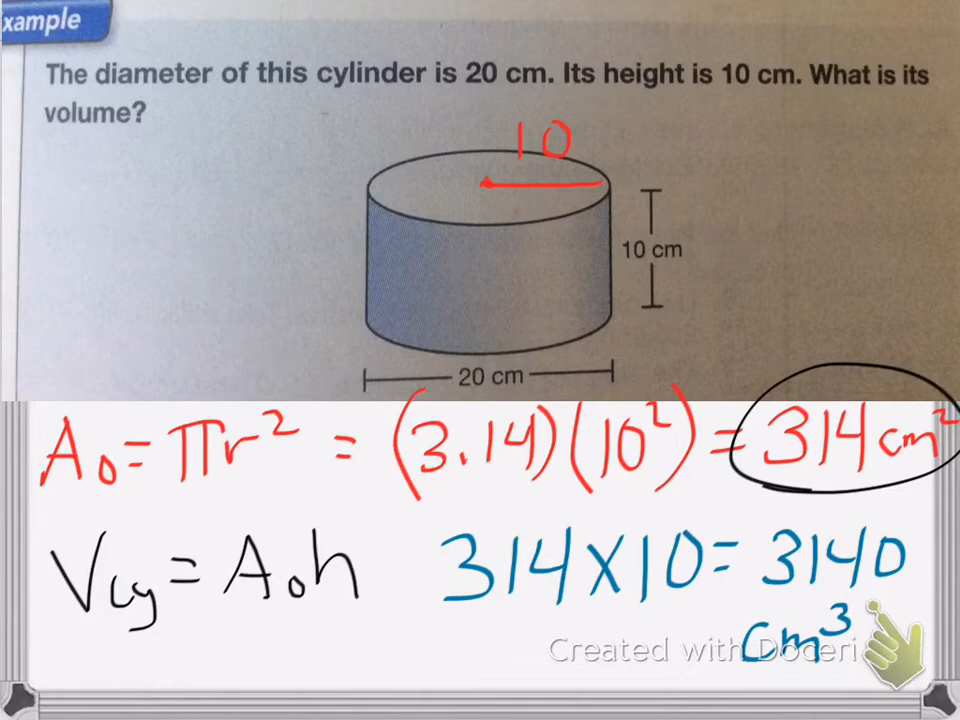 xample
The diameter of this cylinder is 20 cm. Its height is 10 cm. What is its
volume?
10
10 cm
20 cm
A₀ = πr² = (3.14)(10²) = 314 cm²
Vcy = A₀h 314 x 10 = 3140
cm³
Created with Doceri